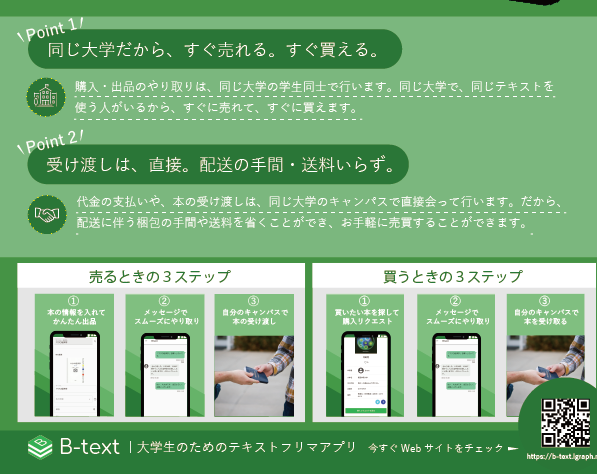 Point 1
同じ大学だから、すぐ売れる。すぐ買える。
購入・出品のやり取りは、同じ大学の学生同士で行います。同じ大学で、同じテキストを
使う人がいるから、すぐに売れて、すぐに買えます。
Point 2
受け渡しは、直接。配送の手間・送料いらず。
代金の支払いや、本の受け渡しは、同じ大学のキャンパスで直接会って行います。だから、
配送に伴う梱包の手間や送料を省くことができ、お手軽に売買することができます。
売るときの3ステップ
①
本の情報を入れて
かんたん出品
②
メッセージで
スムーズにやり取り
③
自分のキャンパスで
本の受け渡し
買うときの3ステップ
①
買いたい本を探して
購入リクエスト
②
メッセージで
スムーズにやり取り
③
自分のキャンパスで
本を受け取る
B-text | 大学生のためのテキストフリマアプリ 今すぐWebサイトをチェック
https://b-text.lgraph.